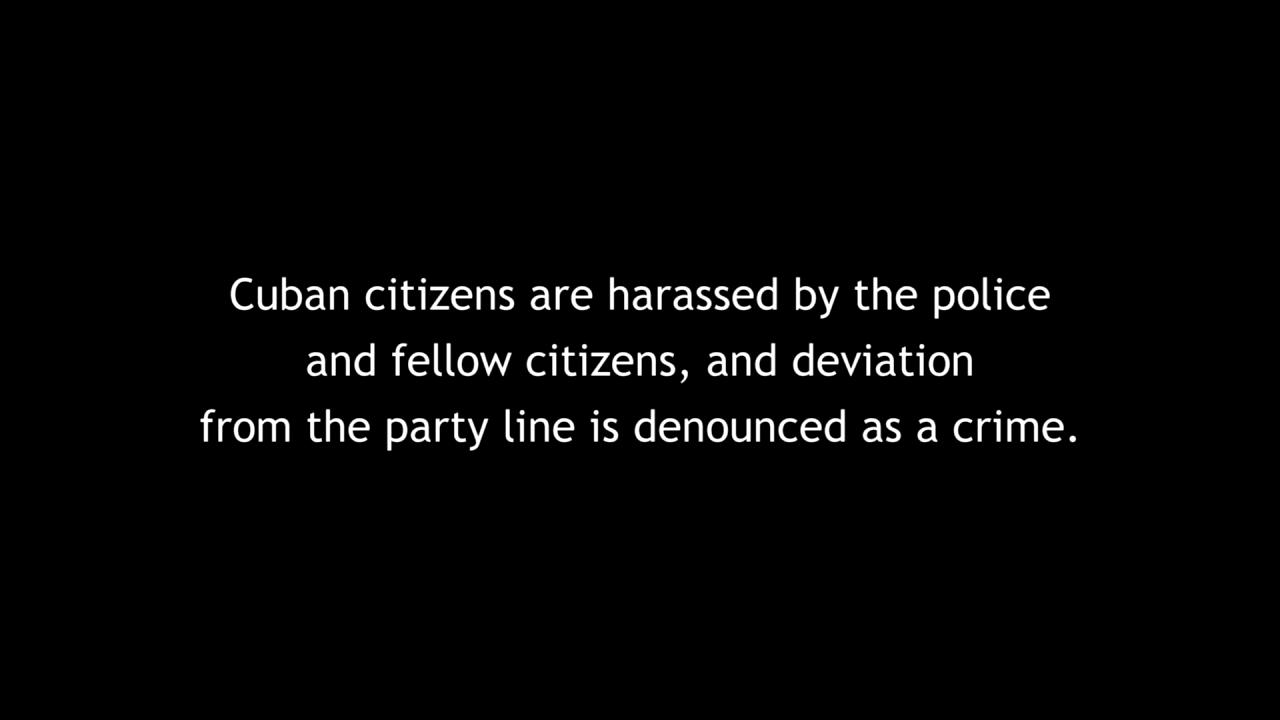 Cuban citizens are harassed by the police
and fellow citizens, and deviation
from the party line is denounced as a crime.